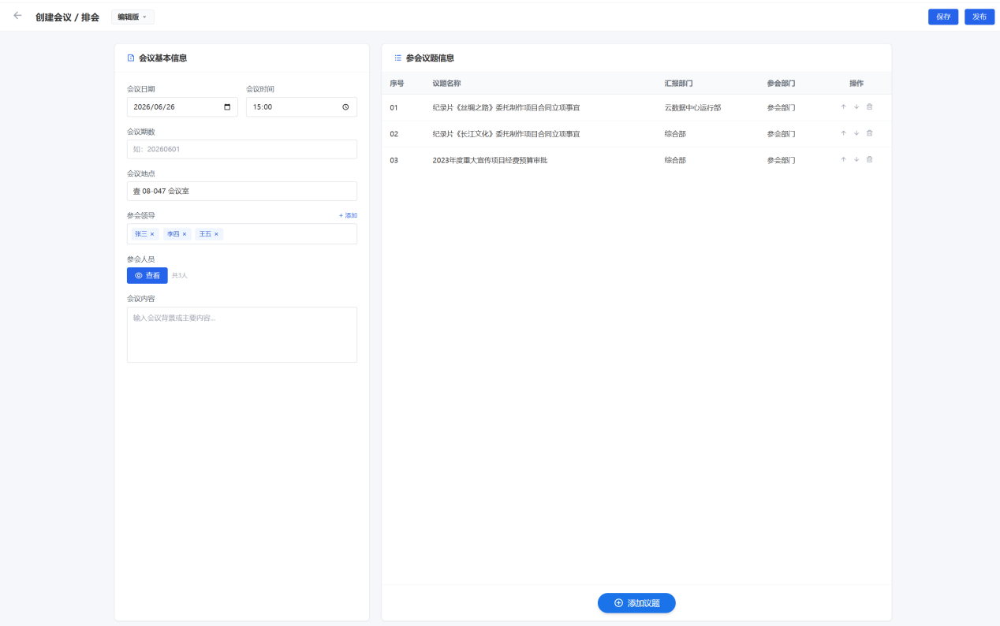 创建会议 / 排会 编辑版
保存 发布
会议基本信息
会议日期 会议时间
2026/06/26 15:00
会议期数
如: 20260601
会议地点
壹 08-047 会议室
参会领导 + 添加
张三 × 李四 × 王五 ×
参会人员
查看 共3人
会议内容
输入会议背景或主要内容...
参会议题信息
序号 议题名称 汇报部门 参会部门 操作
01 纪录片《丝绸之路》委托制作项目合同立项事宜 云数据中心运行部 参会部门
02 纪录片《长江文化》委托制作项目合同立项事宜 综合部 参会部门
03 2023年度重大宣传项目经费预算审批 综合部 参会部门
添加议题